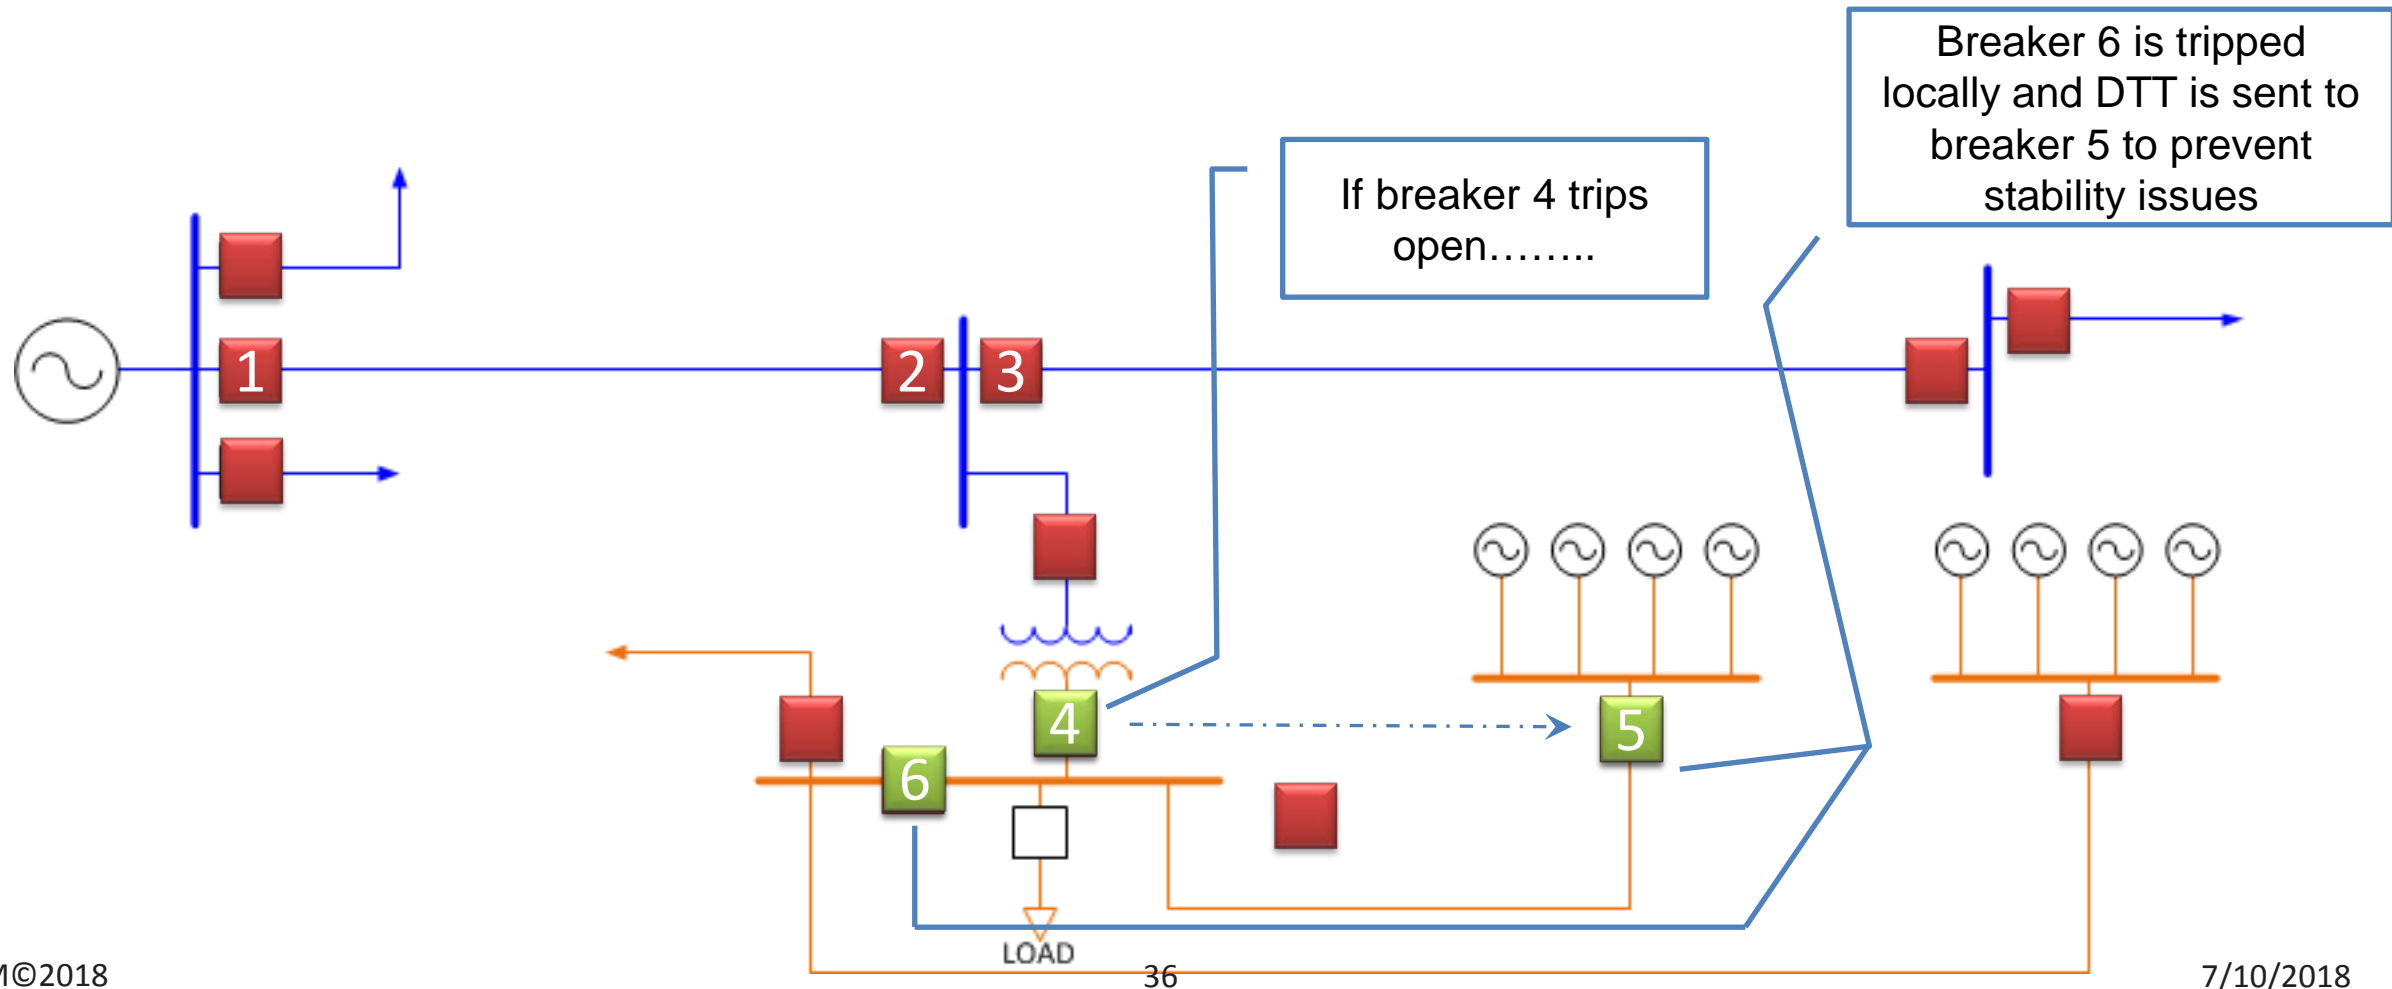 Breaker 6 is tripped
locally and DTT is sent to
breaker 5 to prevent
stability issues
If breaker 4 trips
open........
1
2
3
4
5
6
LOAD
M©2018
36
7/10/2018